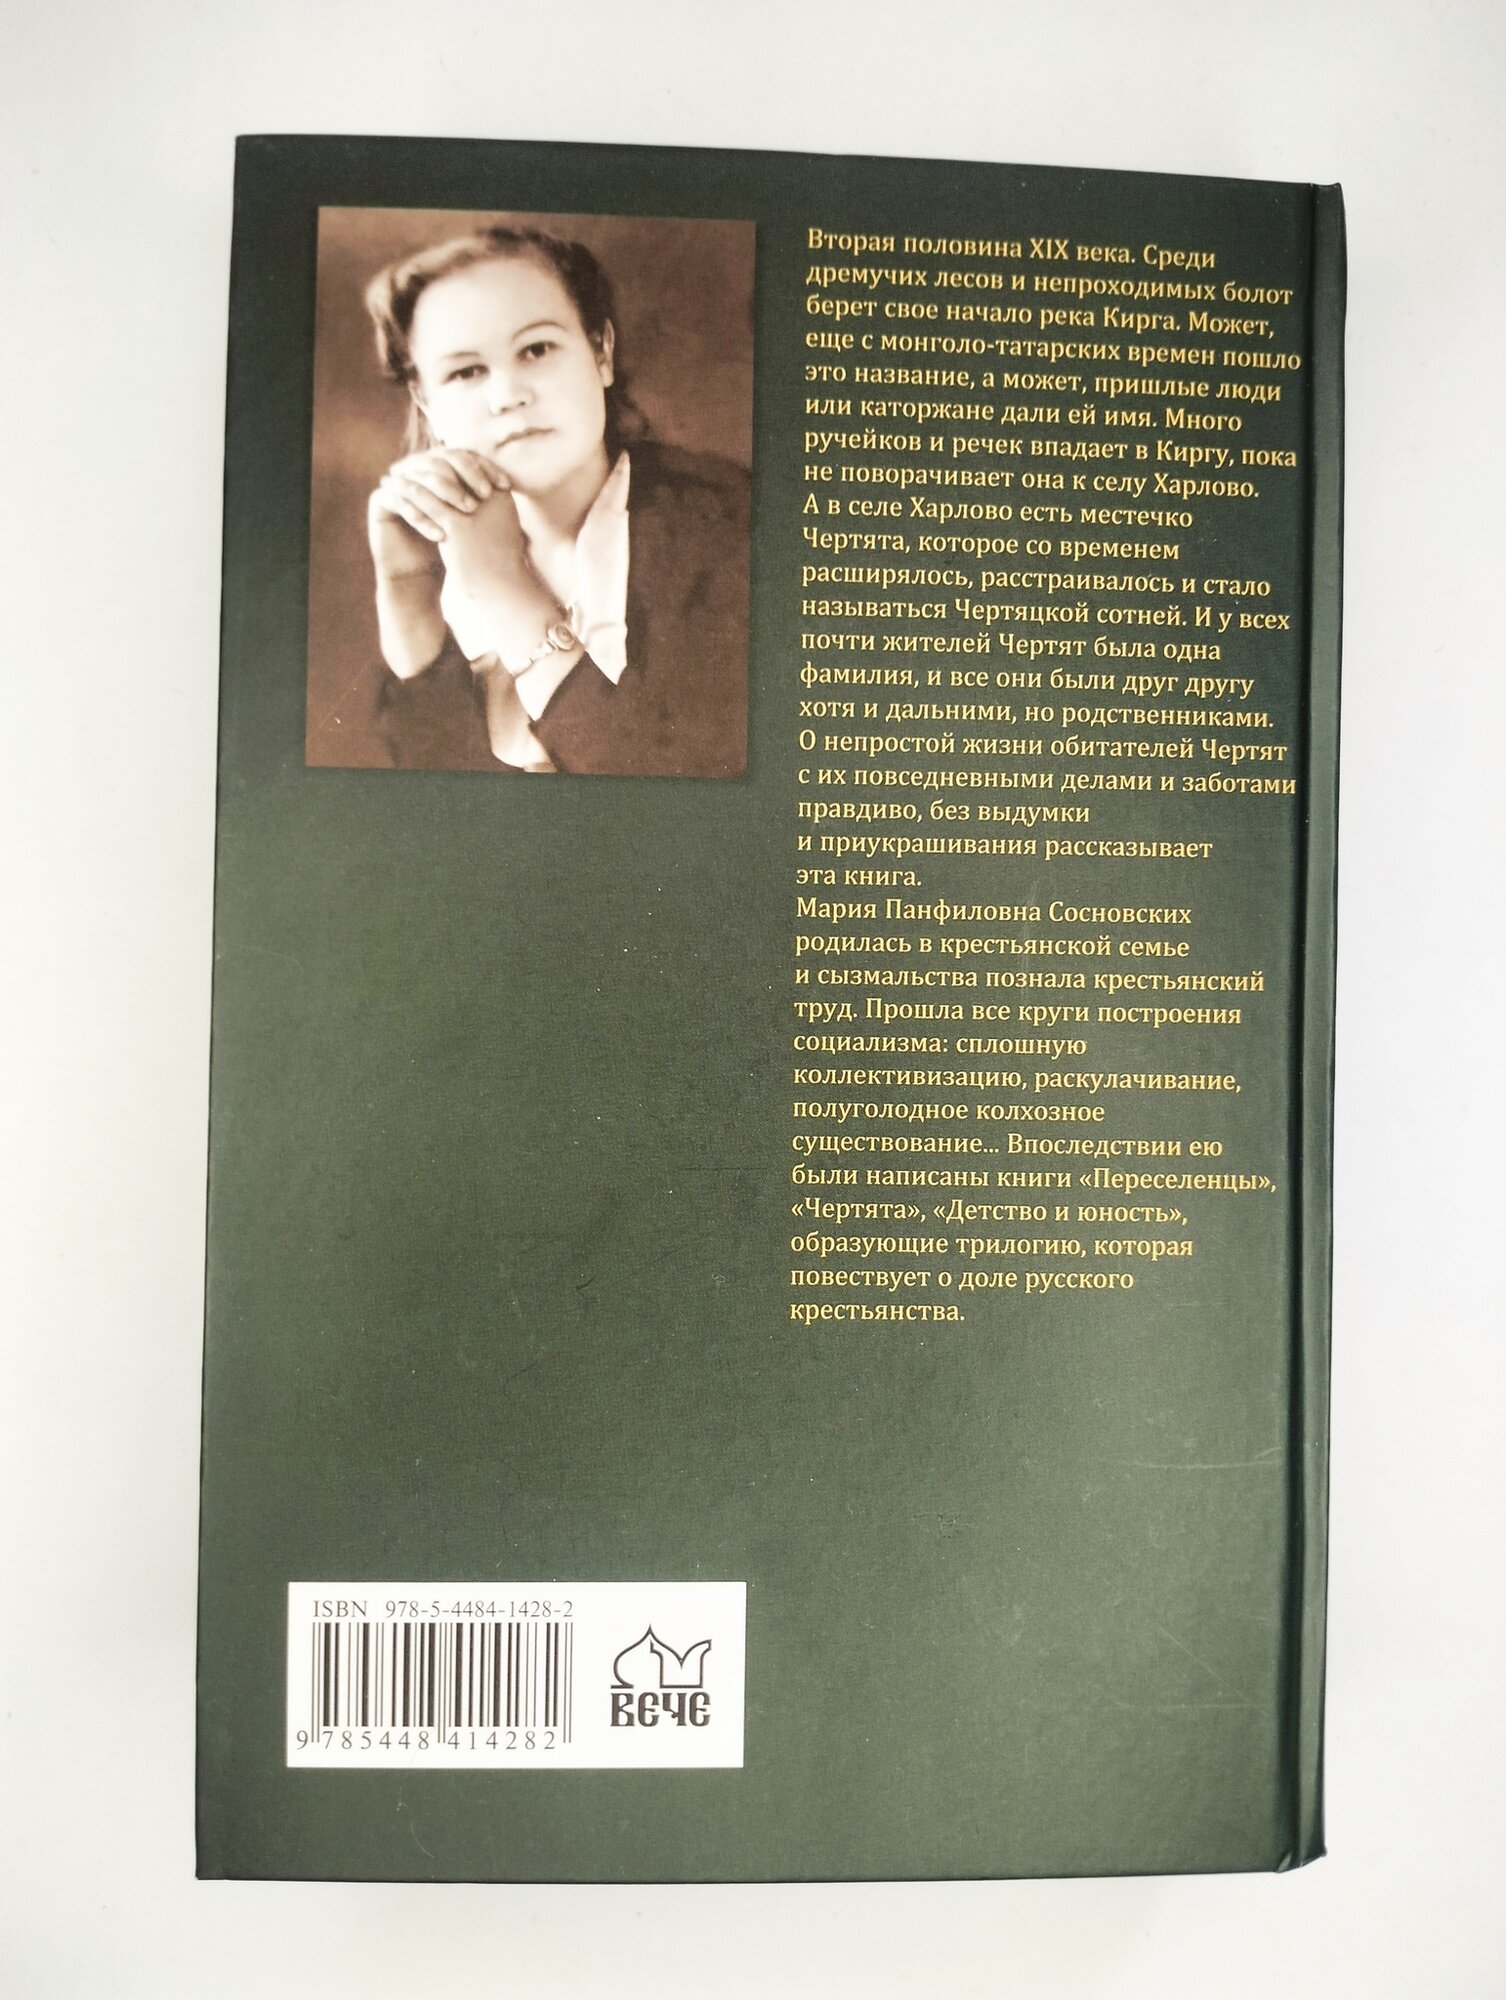 Вторая половина XIX века. Среди
дремучих лесов и непроходимых болот
берет свое начало река Кирга. Может,
еще с монголо-татарских времен пошло
это название, а может, пришлые люди
или каторжане дали ей имя. Много
ручейков и речек впадает в Киргу, пока
не поворачивает она к селу Харлово.
А в селе Харлово есть местечко
Чертята, которое со временем
расширялось, расстраивалось и стало
называться Чертяцкой сотней. И у всех
почти жителей Чертят была одна
фамилия, и все они были друг другу
хотя и дальними, но родственниками.
О непростой жизни обитателей Чертят
с их повседневными делами и заботами
правдиво, без выдумки
и приукрашивания рассказывает
эта книга.
Мария Панфиловна Сосновских
родилась в крестьянской семье
и сызмальства познала крестьянский
труд. Прошла все круги построения
социализма: сплошную
коллективизацию, раскулачивание,
полуголодное колхозное
существование... Впоследствии ею
были написаны книги «Переселенцы»,
«Чертята», «Детство и юность»,
образующие трилогию, которая
повествует о доле русского
крестьянства.
ISBN 978-5-4484-1428-2
9 785448 414282
ВЕЧЕ